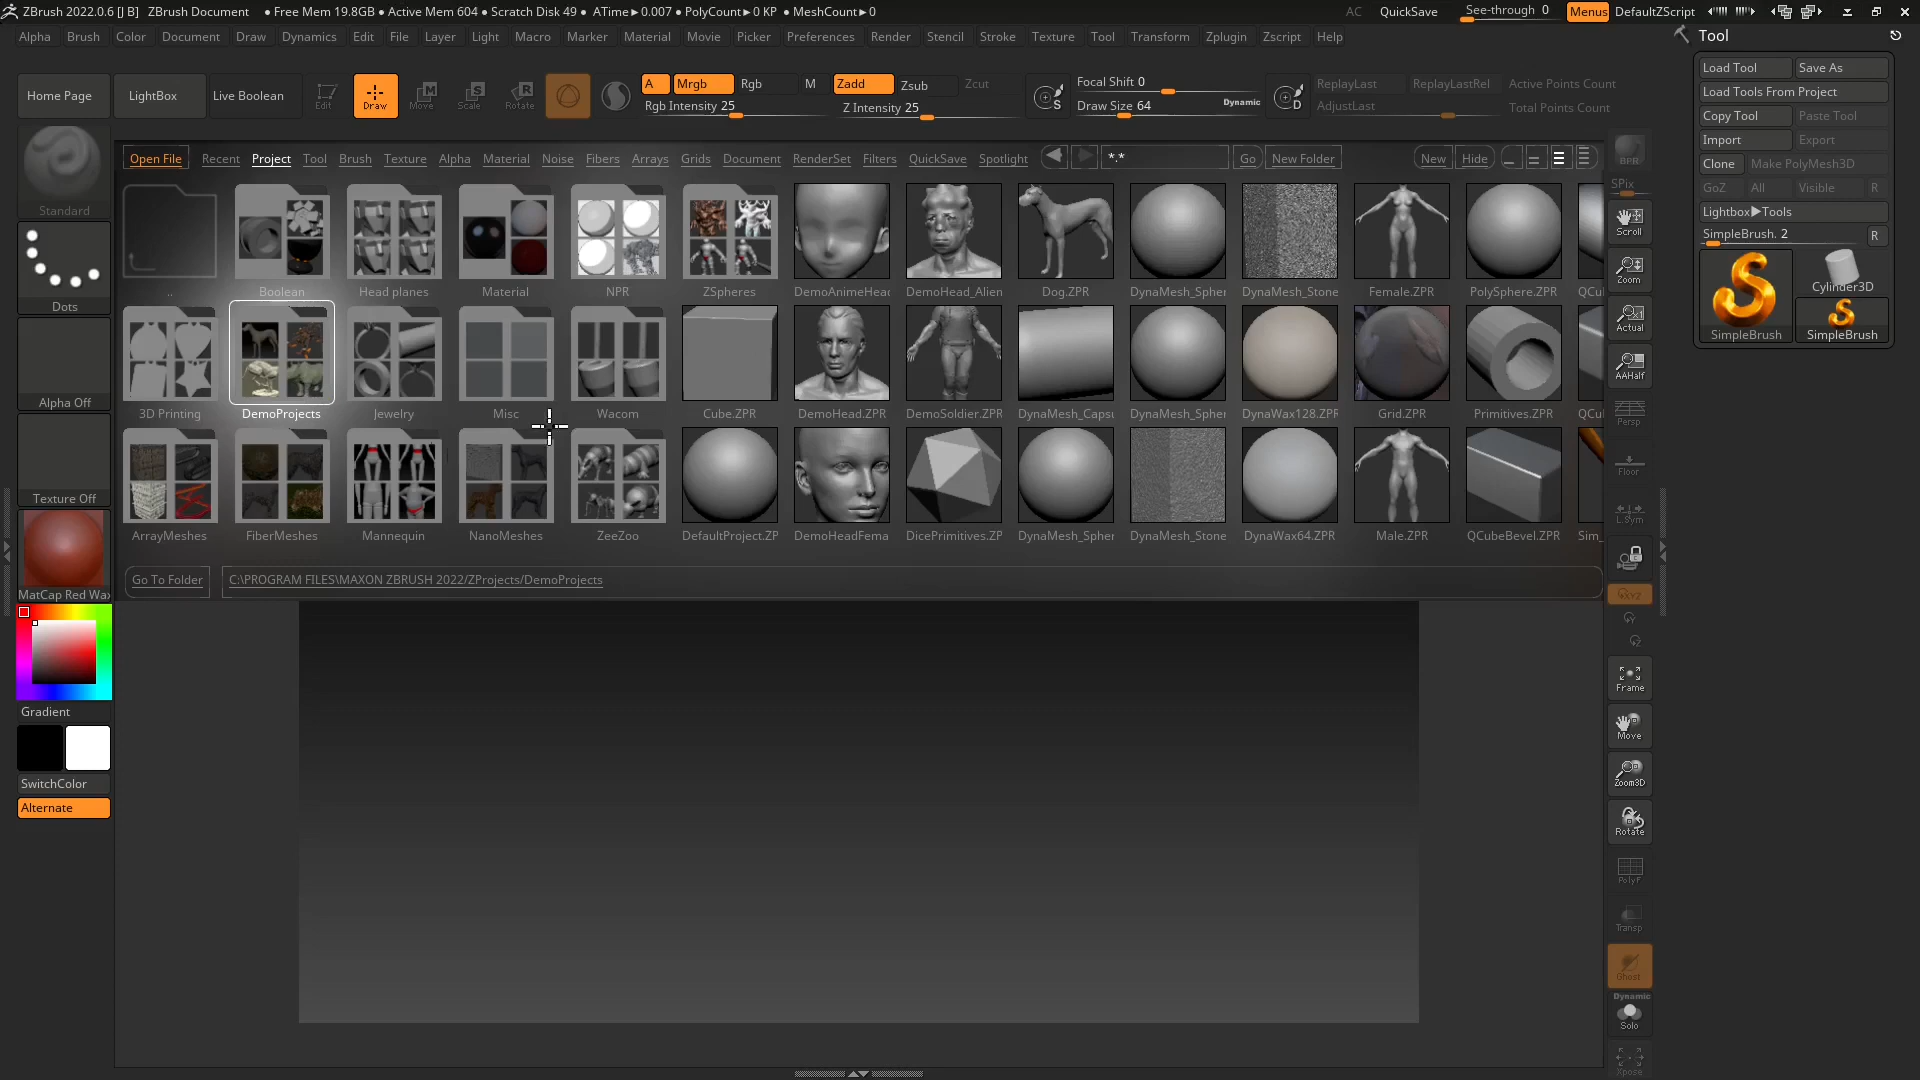 ZBrush 2022.0.6 [J B] ZBrush Document • Free Mem 19.8GB • Active Mem 604 • Scratch Disk 49 • ATime►0.007 • PolyCount►0 KP • MeshCount►0 AC QuickSave See-through 0 Menus DefaultZScript
Alpha Brush Color Document Draw Dynamics Edit File Layer Light Macro Marker Material Movie Picker Preferences Render Stencil Stroke Texture Tool Transform Zplugin Zscript Help
Home Page LightBox Live Boolean Edit Draw Move Scale Rotate
A Mrgb Rgb M Zadd Zsub Zcut
Rgb Intensity 25 Z Intensity 25
S Focal Shift 0
Draw Size 64 Dynamic
D ReplayLast ReplayLastRel Active Points Count
AdjustLast Total Points Count
Open File Recent Project Tool Brush Texture Alpha Material Noise Fibers Arrays Grids Document RenderSet Filters QuickSave Spotlight *.* Go New Folder New Hide
.. Boolean Head planes Material NPR ZSpheres DemoAnimeHead DemoHead_Alien Dog.ZPR DynaMesh_Spher DynaMesh_Stone Female.ZPR PolySphere.ZPR QCu
3D Printing DemoProjects Jewelry Misc Wacom Cube.ZPR DemoHead.ZPR DemoSoldier.ZPR DynaMesh_Capsu DynaMesh_Spher DynaWax128.ZPR Grid.ZPR Primitives.ZPR QCu
ArrayMeshes FiberMeshes Mannequin NanoMeshes ZeeZoo DefaultProject.ZP DemoHeadFema DicePrimitives.ZP DynaMesh_Spher DynaMesh_Stone DynaWax64.ZPR Male.ZPR QCubeBevel.ZPR Sim_
Go To Folder C:\PROGRAM FILES\MAXON ZBRUSH 2022/ZProjects/DemoProjects
Standard
Dots
Alpha Off
Texture Off
MatCap Red Wax
Gradient
SwitchColor
Alternate
BPR
SPix
Scroll
Zoom
Actual
AAHalf
Persp
Floor
L.Sym
XYZ
Y
Z
Frame
Move
Zoom3D
Rotate
PolyF
Transp
Ghost
Dynamic
Solo
Xpose
Tool
Load Tool Save As
Load Tools From Project
Copy Tool Paste Tool
Import Export
Clone Make PolyMesh3D
GoZ All Visible R
Lightbox►Tools
SimpleBrush. 2 R
SimpleBrush
Cylinder3D
SimpleBrush